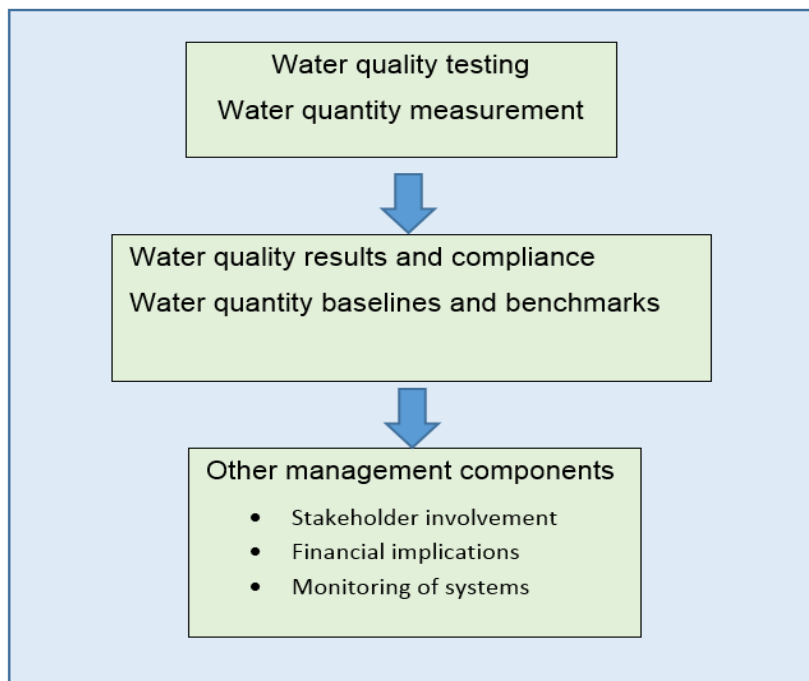 Water quality testing
Water quantity measurement
Water quality results and compliance
Water quantity baselines and benchmarks
Other management components
• Stakeholder involvement
• Financial implications
• Monitoring of systems